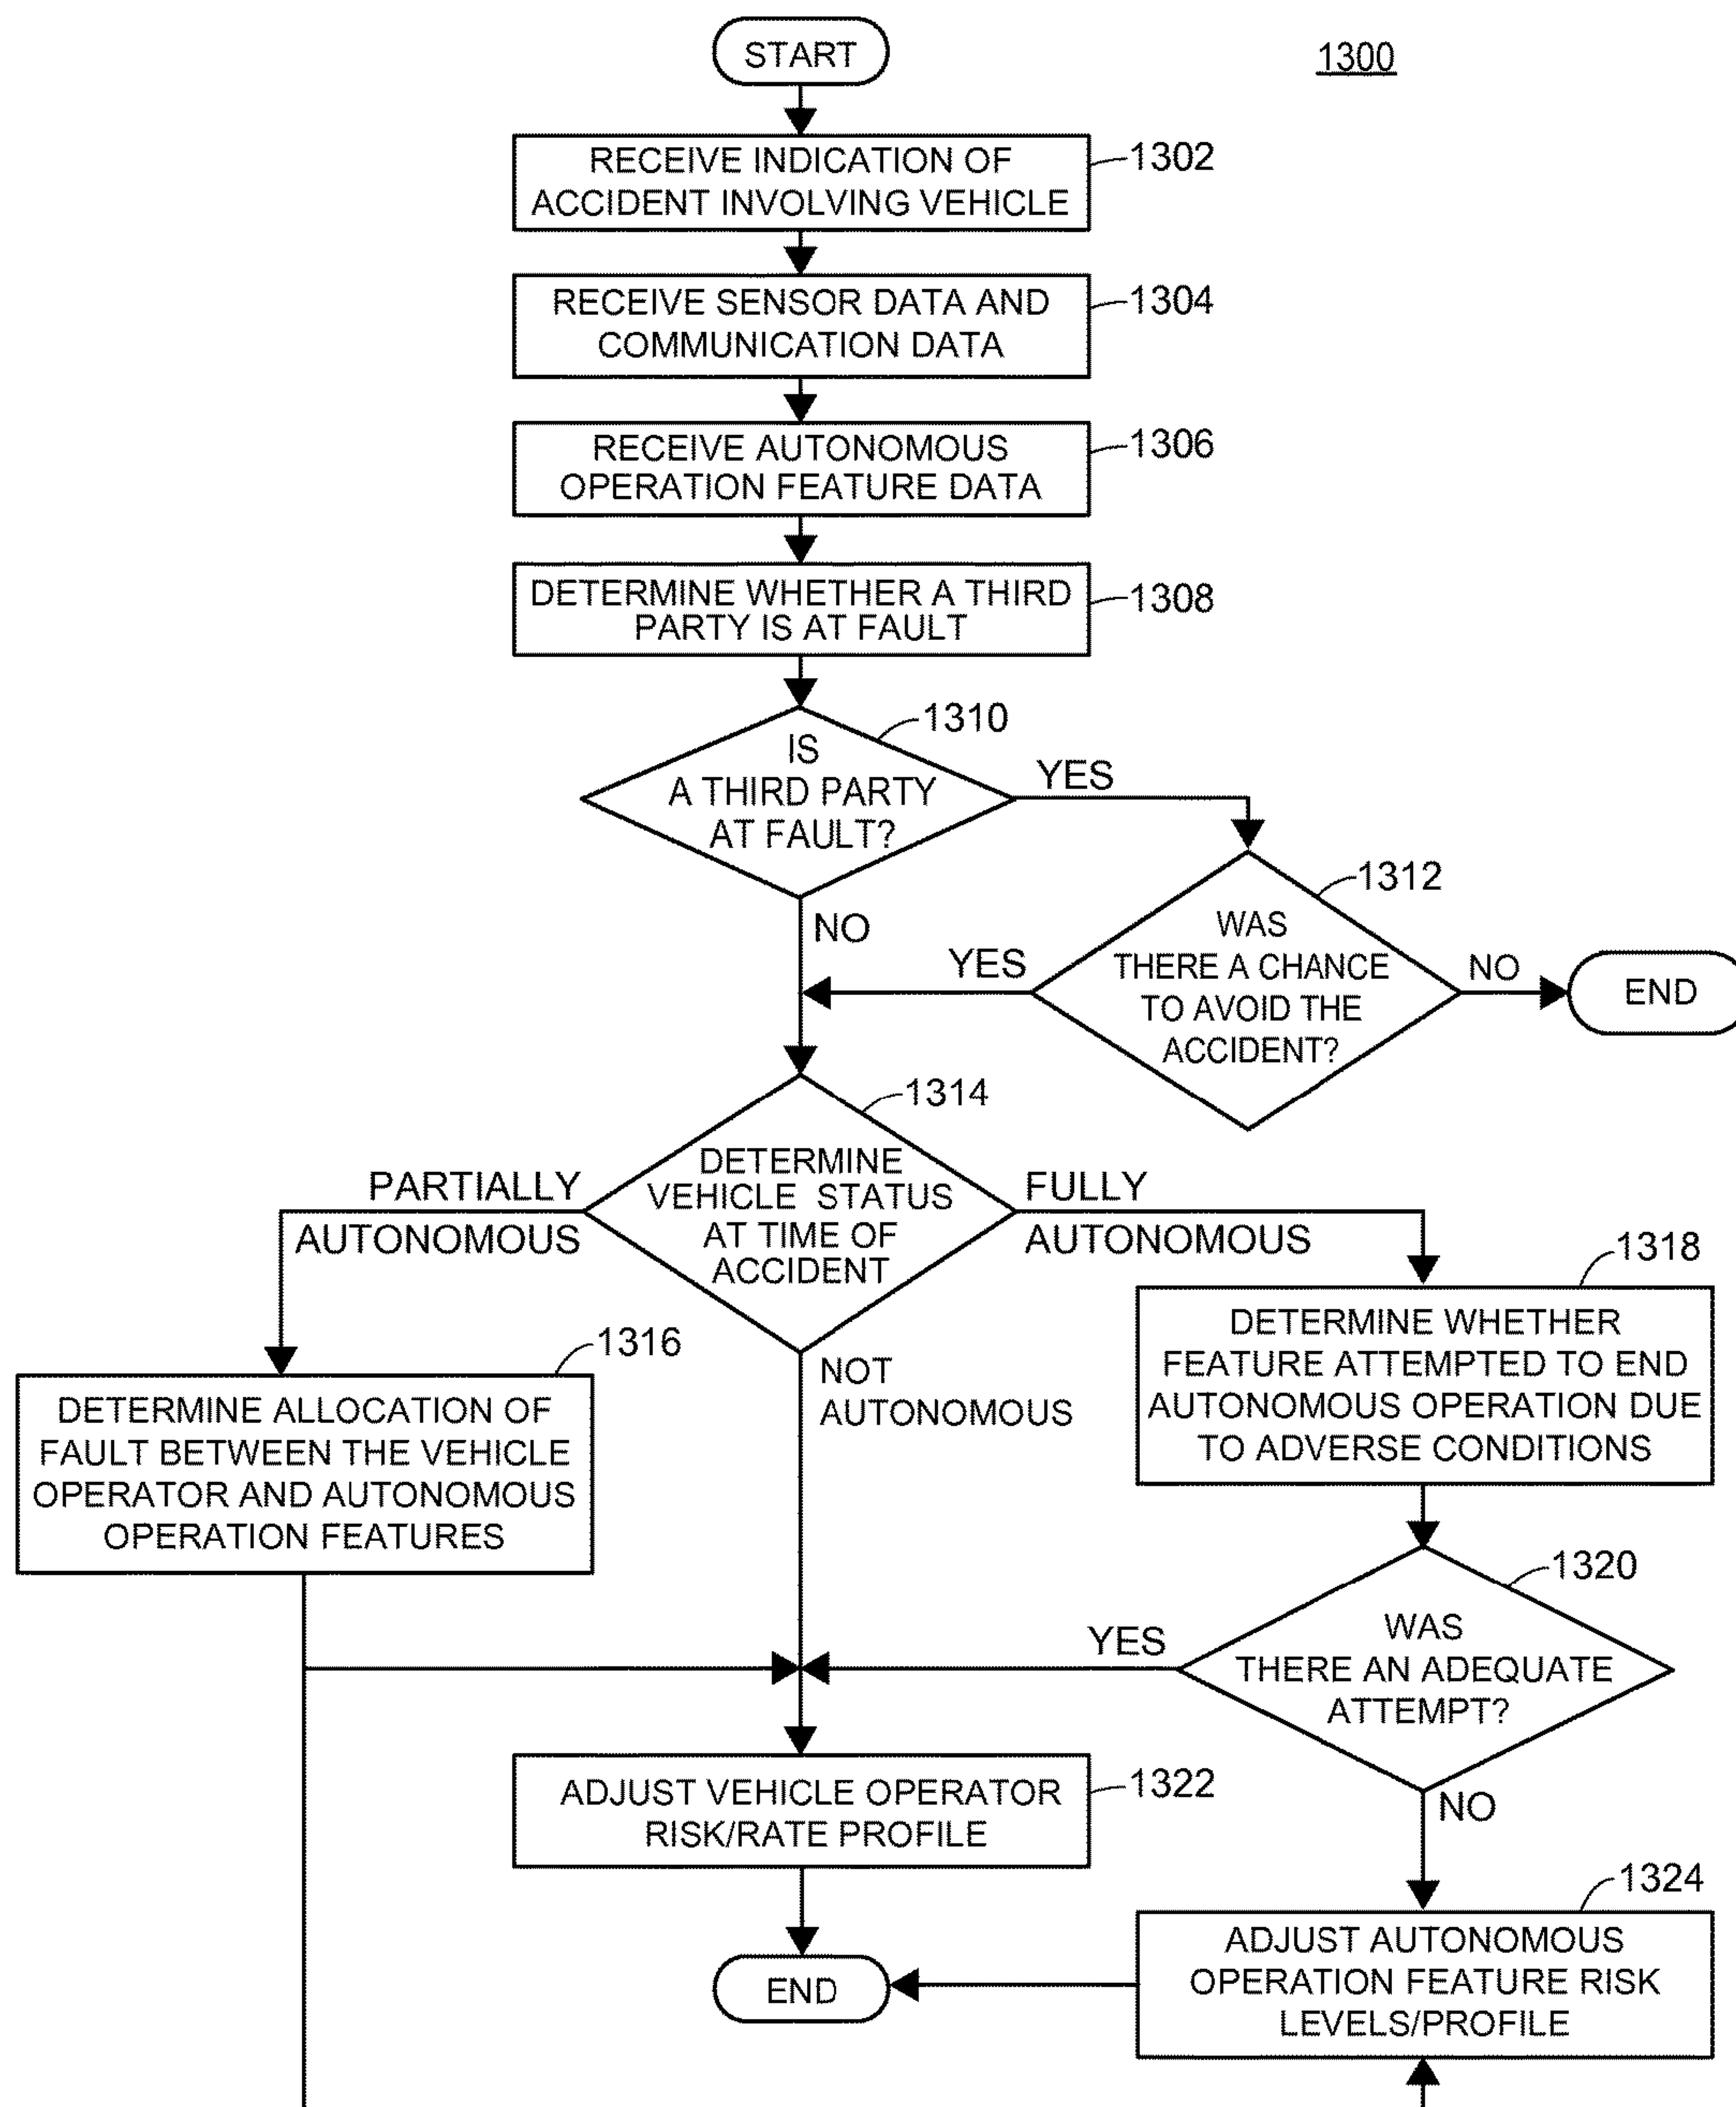 START
1300
RECEIVE INDICATION OF
ACCIDENT INVOLVING VEHICLE
1302
RECEIVE SENSOR DATA AND
COMMUNICATION DATA
1304
RECEIVE AUTONOMOUS
OPERATION FEATURE DATA
1306
DETERMINE WHETHER A THIRD
PARTY IS AT FAULT
1308
1310
IS
A THIRD PARTY
AT FAULT?
YES
NO
1312
WAS
THERE A CHANCE
TO AVOID THE
ACCIDENT?
YES
NO
END
1314
DETERMINE
VEHICLE STATUS
AT TIME OF
ACCIDENT
PARTIALLY
AUTONOMOUS
FULLY
AUTONOMOUS
NOT
AUTONOMOUS
1316
DETERMINE ALLOCATION OF
FAULT BETWEEN THE VEHICLE
OPERATOR AND AUTONOMOUS
OPERATION FEATURES
1318
DETERMINE WHETHER
FEATURE ATTEMPTED TO END
AUTONOMOUS OPERATION DUE
TO ADVERSE CONDITIONS
1320
WAS
THERE AN ADEQUATE
ATTEMPT?
YES
NO
ADJUST VEHICLE OPERATOR
RISK/RATE PROFILE
1322
1324
ADJUST AUTONOMOUS
OPERATION FEATURE RISK
LEVELS/PROFILE
END